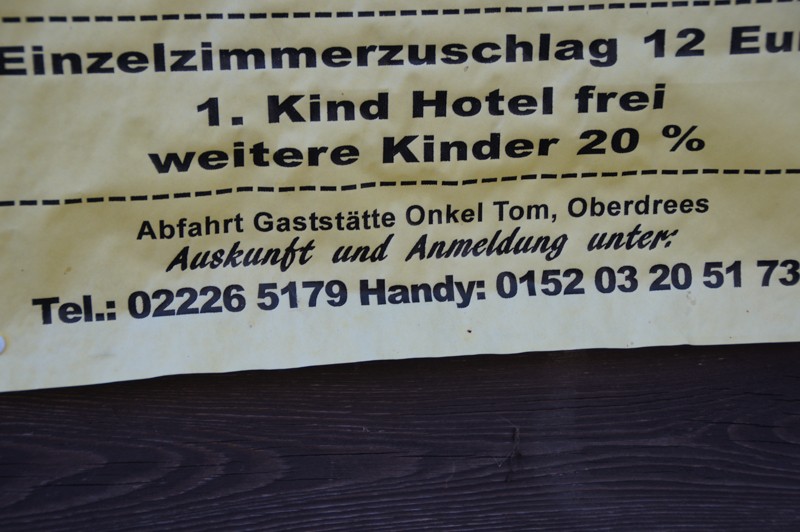 Einzelzimmerzuschlag 12 Eur
1. Kind Hotel frei
weitere Kinder 20 %
Abfahrt Gaststätte Onkel Tom, Oberdrees
Auskunft und Anmeldung unter:
Tel.: 02226 5179 Handy: 0152 03 20 51 73